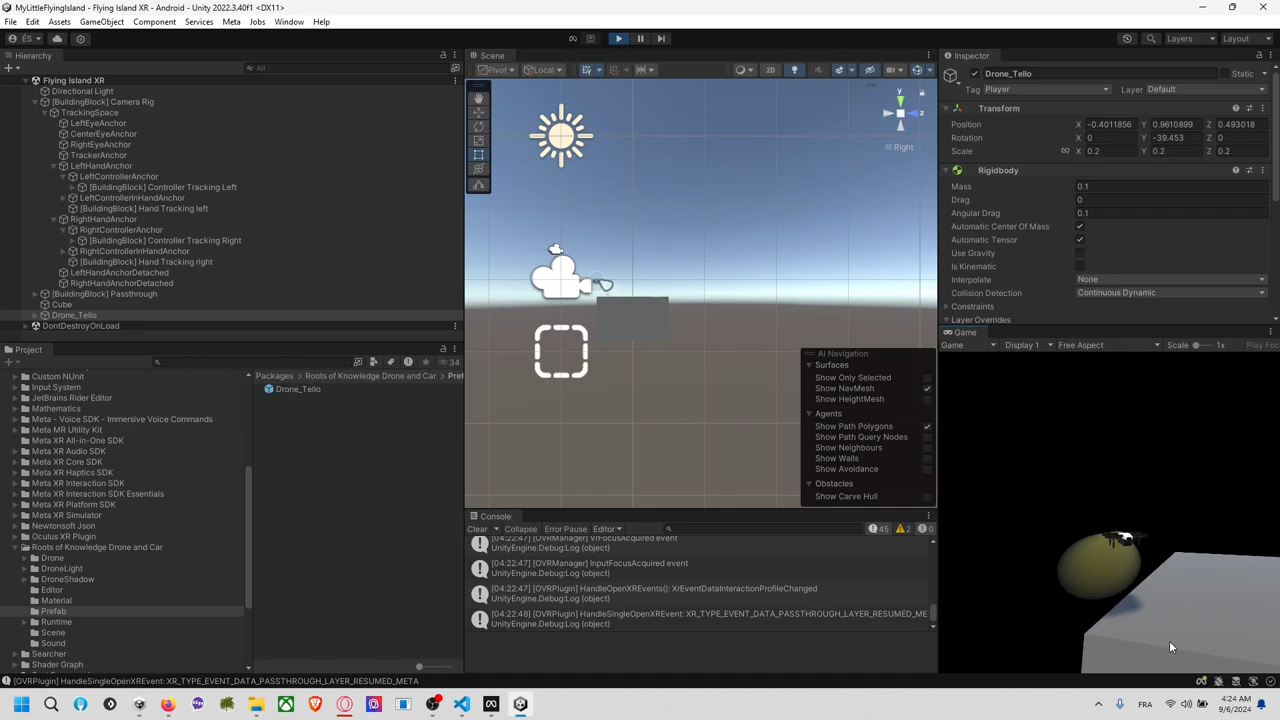 MyLittleFlyingIsland - Flying Island XR - Android - Unity 2022.3.40f1 <DX11>
File Edit Assets GameObject Component Services Meta Jobs Window Help
ÉS Layers Layout
Hierarchy Scene Inspector
All Pivot Local 2D
Flying Island XR
Directional Light
[BuildingBlock] Camera Rig
TrackingSpace
LeftEyeAnchor
CenterEyeAnchor
RightEyeAnchor
TrackerAnchor
LeftHandAnchor
LeftControllerAnchor
[BuildingBlock] Controller Tracking Left
LeftControllerInHandAnchor
[BuildingBlock] Hand Tracking left
RightHandAnchor
RightControllerAnchor
[BuildingBlock] Controller Tracking Right
RightControllerInHandAnchor
[BuildingBlock] Hand Tracking right
LeftHandAnchorDetached
RightHandAnchorDetached
[BuildingBlock] Passthrough
Cube
Drone_Tello
DontDestroyOnLoad
y
z
Right
AI Navigation
Surfaces
Show Only Selected
Show NavMesh
Show HeightMesh
Agents
Show Path Polygons
Show Path Query Nodes
Show Neighbours
Show Walls
Show Avoidance
Obstacles
Show Carve Hull
Drone_Tello Static
Tag Player Layer Default
Transform
Position X -0.4011856 Y 0.9610899 Z 0.493018
Rotation X 0 Y -39.453 Z 0
Scale X 0.2 Y 0.2 Z 0.2
Rigidbody
Mass 0.1
Drag 0
Angular Drag 0.1
Automatic Center Of Mass
Automatic Tensor
Use Gravity
Is Kinematic
Interpolate None
Collision Detection Continuous Dynamic
Constraints
Layer Overrides
Game
Game Display 1 Free Aspect Scale 1x Play Foc
Project
34
Custom NUnit
Input System
JetBrains Rider Editor
Mathematics
Meta - Voice SDK - Immersive Voice Commands
Meta MR Utility Kit
Meta XR All-in-One SDK
Meta XR Audio SDK
Meta XR Core SDK
Meta XR Haptics SDK
Meta XR Interaction SDK
Meta XR Interaction SDK Essentials
Meta XR Platform SDK
Meta XR Simulator
Newtonsoft Json
Oculus XR Plugin
Roots of Knowledge Drone and Car
Drone
DroneLight
DroneShadow
Editor
Material
Prefab
Runtime
Scene
Sound
Searcher
Shader Graph
Packages > Roots of Knowledge Drone and Car > Pref
Drone_Tello
Console
Clear Collapse Error Pause Editor 45 2 0
[04:22:47] [OVRManager] VrFocusAcquired event
UnityEngine.Debug:Log (object)
[04:22:47] [OVRManager] InputFocusAcquired event
UnityEngine.Debug:Log (object)
[04:22:47] [OVRPlugin] HandleOpenXREvents(): XrEventDataInteractionProfileChanged
UnityEngine.Debug:Log (object)
[04:22:48] [OVRPlugin] HandleSingleOpenXREvent: XR_TYPE_EVENT_DATA_PASSTHROUGH_LAYER_RESUMED_ME
UnityEngine.Debug:Log (object)
[OVRPlugin] HandleSingleOpenXREvent: XR_TYPE_EVENT_DATA_PASSTHROUGH_LAYER_RESUMED_META
FRA 4:24 AM
9/6/2024